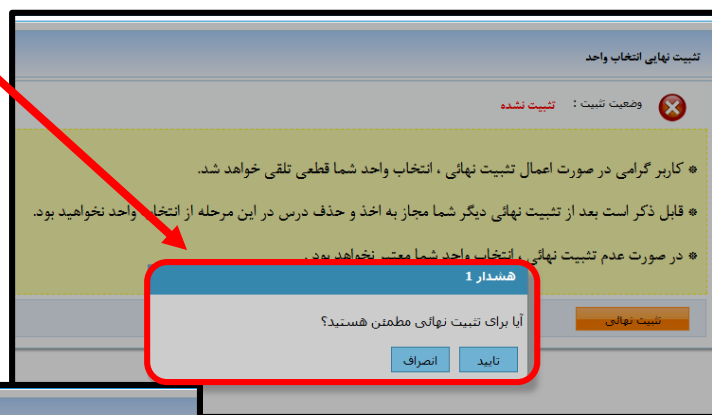 تثبیت نهایی انتخاب واحد
وضعیت تثبیت : تثبیت نشده
کاربر گرامی در صورت اعمال تثبیت نهائی ، انتخاب واحد شما قطعی تلقی خواهد شد.
قابل ذکر است بعد از تثبیت نهائی دیگر شما مجاز به اخذ و حذف درس در این مرحله از انتخاب واحد نخواهید بود.
در صورت عدم تثبیت نهائی ، انتخاب واحد شما معتبر نخواهد بود .
هشدار 1
آیا برای تثبیت نهائی مطمئن هستید؟
تثبیت نهائی
تایید انصراف